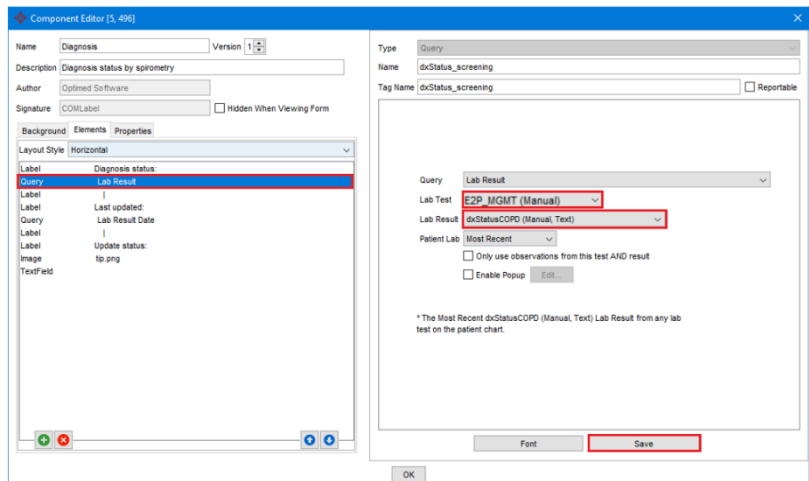 Component Editor [5, 496]
Name Diagnosis Version 1
Description Diagnosis status by spirometry
Author Optimed Software
Signature COMLabel Hidden When Viewing Form
Background Elements Properties
Layout Style Horizontal
Label Diagnosis status:
Query Lab Result
Label |
Label Last updated:
Query Lab Result Date
Label |
Label Update status:
Image tip.png
TextField
Type Query
Name dxStatus_screening
Tag Name dxStatus_screening Reportable
Query Lab Result
Lab Test E2P_MGMT (Manual)
Lab Result dxStatusCOPD (Manual, Text)
Patient Lab Most Recent
Only use observations from this test AND result
Enable Popup Edit...
* The Most Recent dxStatusCOPD (Manual, Text) Lab Result from any lab
test on the patient chart.
Font Save
OK